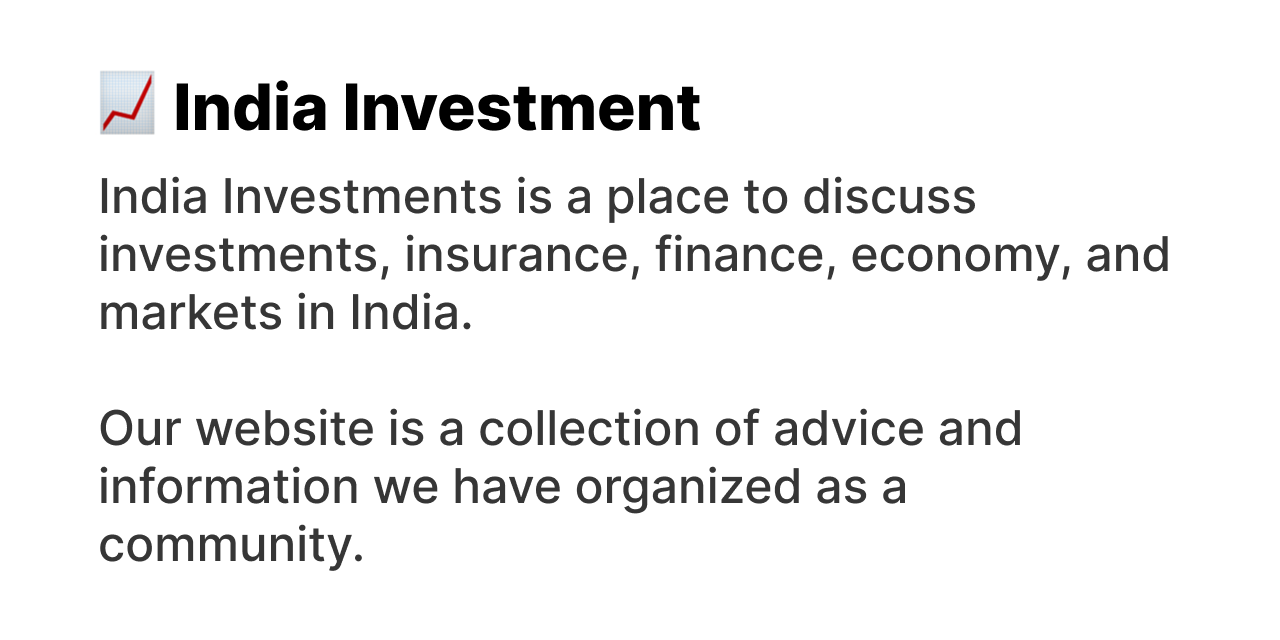 India Investment
India Investments is a place to discuss
investments, insurance, finance, economy, and
markets in India.
Our website is a collection of advice and
information we have organized as a
community.